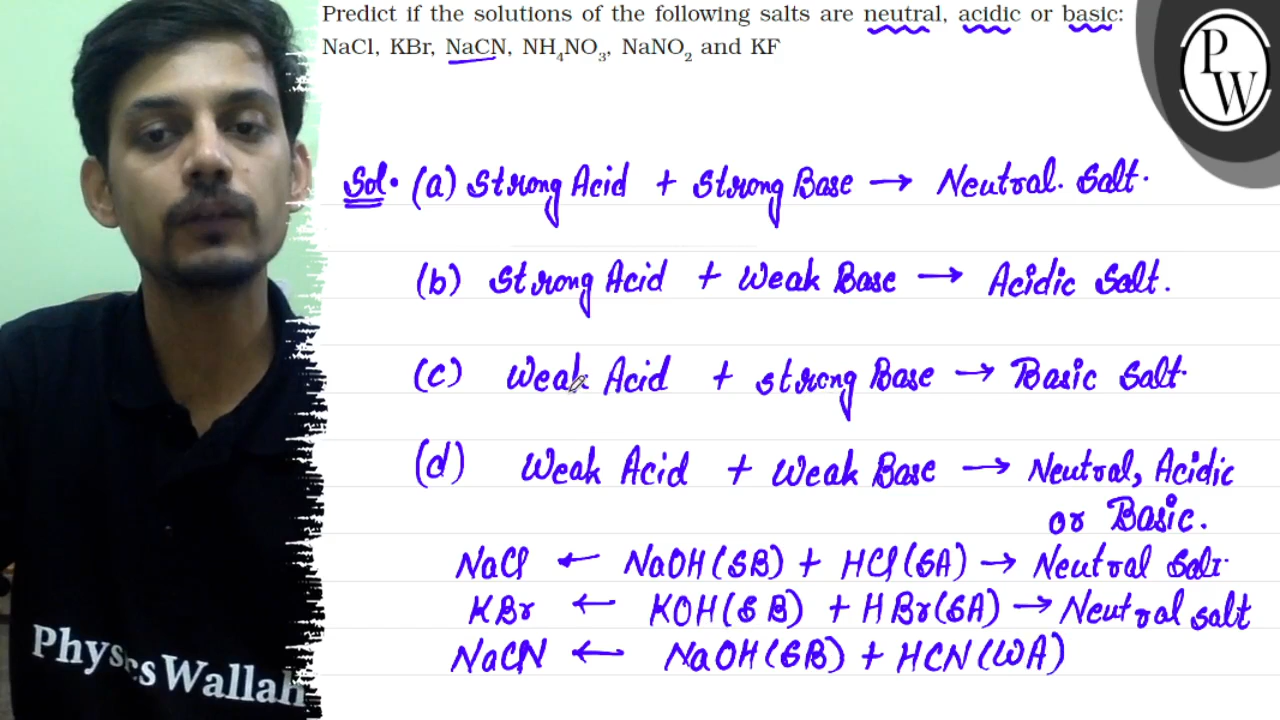 Predict if the solutions of the following salts are neutral, acidic or basic:
NaCl, KBr, NaCN, NH₄NO₃, NaNO₂ and KF
PW
Sol. (a) Strong Acid + Strong Base → Neutral. Salt.
(b) Strong Acid + Weak Base → Acidic Salt.
(c) Weak Acid + strong Base → Basic Salt.
(d) Weak Acid + Weak Base → Neutral, Acidic
or Basic.
NaCl ← NaOH (SB) + HCl (SA) → Neutral Salt.
KBr ← KOH (SB) + HBr (SA) → Neutral salt
NaCN ← NaOH (SB) + HCN (WA)
Physics Wallah